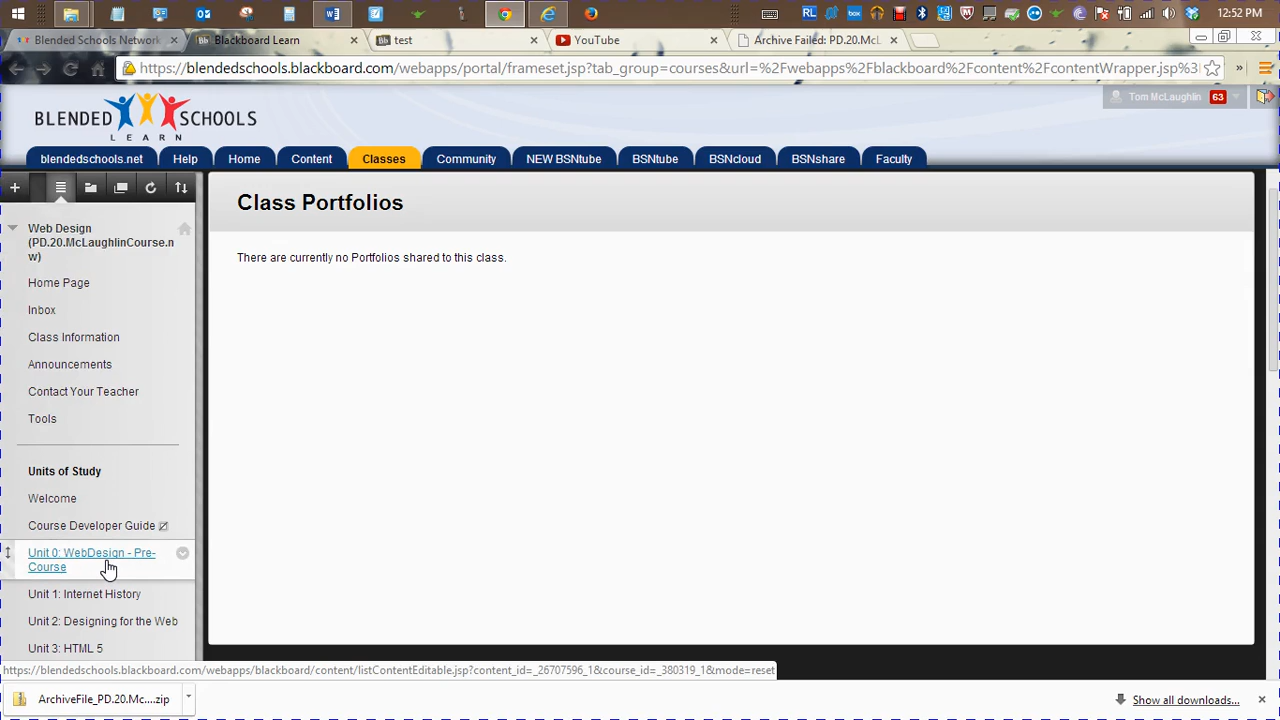 12:52 PM
Blended Schools Network
Blackboard Learn
test
YouTube
Archive Failed: PD.20.McL
https://blendedschools.blackboard.com/webapps/portal/frameset.jsp?tab_group=courses&url=%2Fwebapps%2Fblackboard%2Fcontent%2FcontentWrapper.jsp%3
BLENDED SCHOOLS
LEARN
Tom McLaughlin 63
blendedschools.net Help Home Content Classes Community NEW BSNtube BSNtube BSNcloud BSNshare Faculty
Class Portfolios
There are currently no Portfolios shared to this class.
Web Design
(PD.20.McLaughlinCourse.n
w)
Home Page
Inbox
Class Information
Announcements
Contact Your Teacher
Tools
Units of Study
Welcome
Course Developer Guide
Unit 0: WebDesign - Pre-
Course
Unit 1: Internet History
Unit 2: Designing for the Web
Unit 3: HTML 5
https://blendedschools.blackboard.com/webapps/blackboard/content/listContentEditable.jsp?content_id=_26707596_1&course_id=_380319_1&mode=reset
ArchiveFile_PD.20.Mc....zip
Show all downloads...